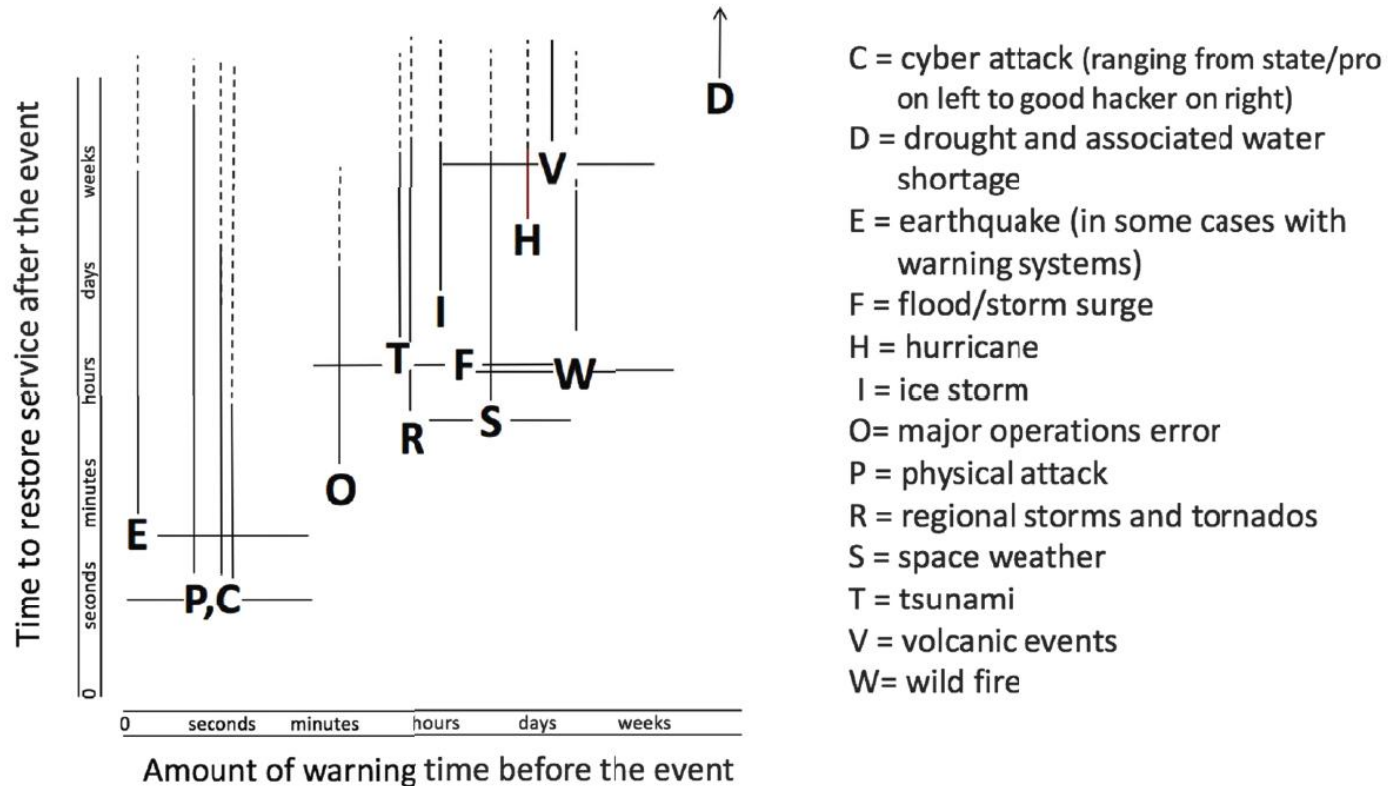 Time to restore service after the event
weeks
days
hours
minutes
seconds
0
E
P,C
O
T
R
I
F
S
H
V
W
D
0 seconds minutes hours days weeks
Amount of warning time before the event
C = cyber attack (ranging from state/pro
on left to good hacker on right)
D = drought and associated water
shortage
E = earthquake (in some cases with
warning systems)
F = flood/storm surge
H = hurricane
I = ice storm
O= major operations error
P = physical attack
R = regional storms and tornados
S = space weather
T = tsunami
V = volcanic events
W= wild fire